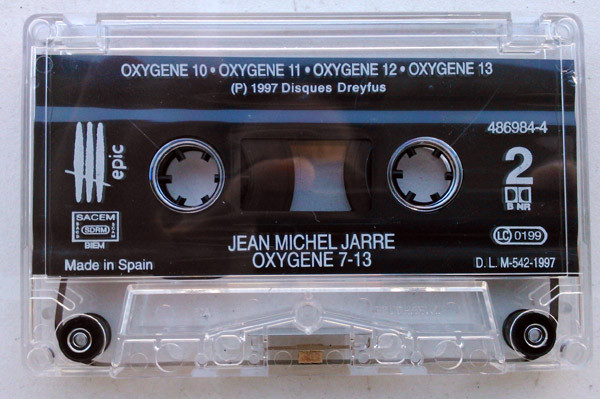 OXYGENE 10 • OXYGENE 11 • OXYGENE 12 • OXYGENE 13
(P) 1997 Disques Dreyfus
486984-4
epic
2
B NR
SACEM
SDRM
BIEM
JEAN MICHEL JARRE
OXYGENE 7-13
LC 0199
Made in Spain
D. L. M-542-1997